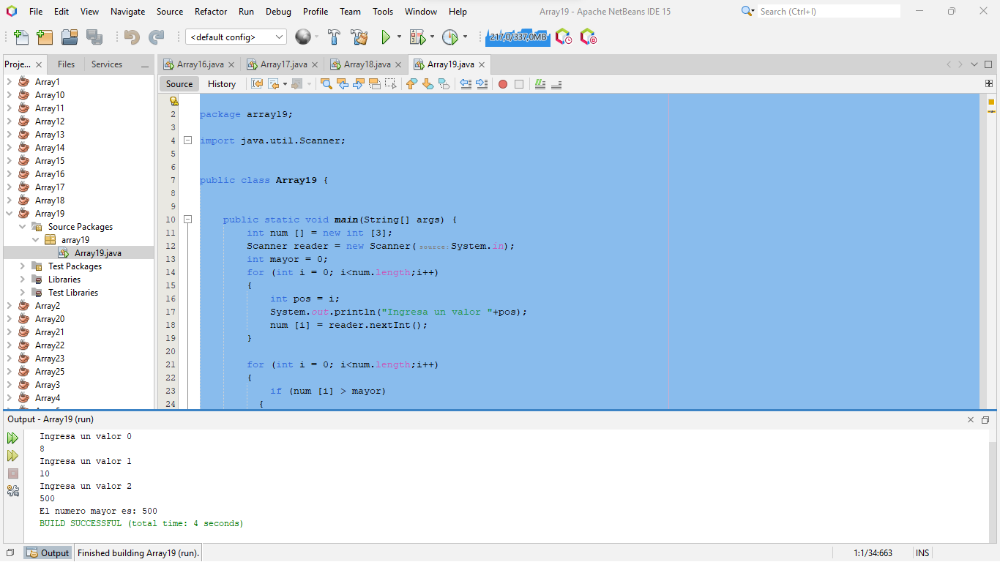 File Edit View Navigate Source Refactor Run Debug Profile Team Tools Window Help
Array19 - Apache NetBeans IDE 15
Search (Ctrl+I)
<default config>
217,0/337,0MB
Proje... Files Services
Array1
Array10
Array11
Array12
Array13
Array14
Array15
Array16
Array17
Array18
Array19
Source Packages
array19
Array19.java
Test Packages
Libraries
Test Libraries
Array2
Array20
Array21
Array22
Array23
Array25
Array3
Array4
Array16.java Array17.java Array18.java Array19.java
Source History
2 package array19;
3
4 import java.util.Scanner;
5
6
7 public class Array19 {
8
9
10 public static void main(String[] args) {
11 int num [] = new int [3];
12 Scanner reader = new Scanner( source: System.in);
13 int mayor = 0;
14 for (int i = 0; i<num.length;i++)
15 {
16 int pos = i;
17 System.out.println("Ingresa un valor "+pos);
18 num [i] = reader.nextInt();
19 }
20
21 for (int i = 0; i<num.length;i++)
22 {
23 if (num [i] > mayor)
24 {
Output - Array19 (run)
Ingresa un valor 0
8
Ingresa un valor 1
10
Ingresa un valor 2
500
El numero mayor es: 500
BUILD SUCCESSFUL (total time: 4 seconds)
Output Finished building Array19 (run).
1:1/34:663 INS